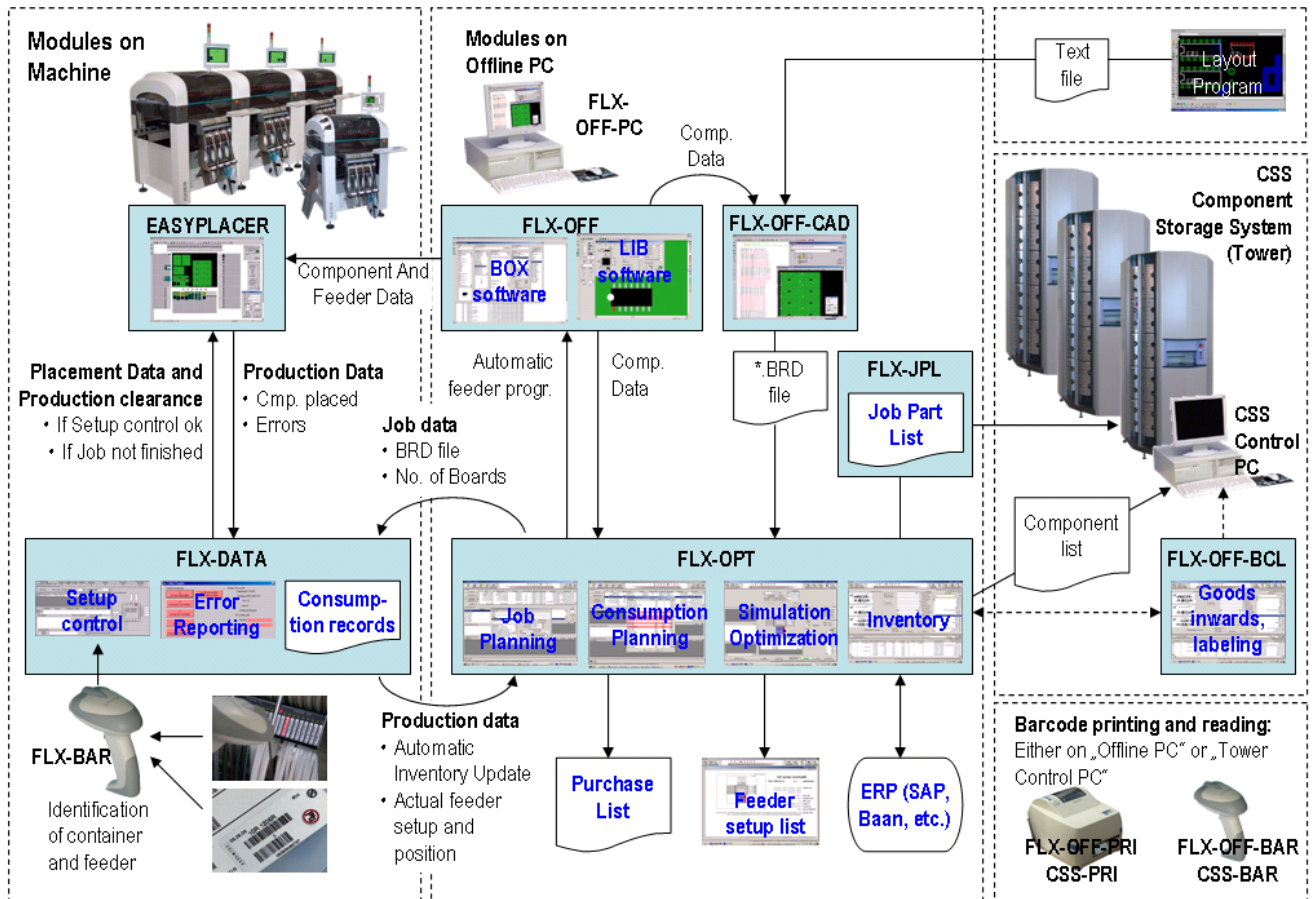 Modules on
Machine
Modules on
Offline PC
FLX-
OFF-PC
Text
file
Layout
Program
Comp.
Data
CSS
Component
Storage System
(Tower)
EASYPLACER
FLX-OFF
BOX
software
LIB
software
FLX-OFF-CAD
Component And
Feeder Data
Placement Data and
Production clearance
• If Setup control ok
• If Job not finished
Production Data
• Cmp. placed
• Errors
Automatic
feeder progr.
Comp.
Data
*.BRD
file
FLX-JPL
Job Part
List
CSS
Control
PC
Job data
• BRD file
• No. of Boards
Component
list
FLX-DATA
Setup
control
Error
Reporting
Consump-
tion records
FLX-OPT
Job
Planning
Consumption
Planning
Simulation
Optimization
Inventory
FLX-OFF-BCL
Goods
inwards,
labeling
FLX-BAR
Identification
of container
and feeder
Production data
• Automatic
Inventory Update
• Actual feeder
setup and
position
Purchase
List
Feeder
setup list
ERP (SAP,
Baan, etc.)
Barcode printing and reading:
Either on „Offline PC“ or „Tower
Control PC“
FLX-OFF-PRI
CSS-PRI
FLX-OFF-BAR
CSS-BAR